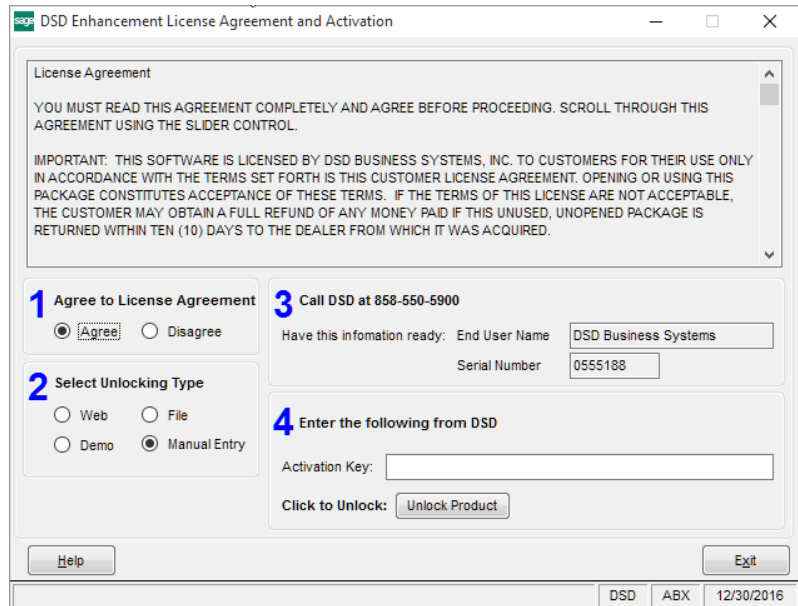 sage DSD Enhancement License Agreement and Activation
License Agreement
YOU MUST READ THIS AGREEMENT COMPLETELY AND AGREE BEFORE PROCEEDING. SCROLL THROUGH THIS
AGREEMENT USING THE SLIDER CONTROL.
IMPORTANT: THIS SOFTWARE IS LICENSED BY DSD BUSINESS SYSTEMS, INC. TO CUSTOMERS FOR THEIR USE ONLY
IN ACCORDANCE WITH THE TERMS SET FORTH IS THIS CUSTOMER LICENSE AGREEMENT. OPENING OR USING THIS
PACKAGE CONSTITUTES ACCEPTANCE OF THESE TERMS. IF THE TERMS OF THIS LICENSE ARE NOT ACCEPTABLE,
THE CUSTOMER MAY OBTAIN A FULL REFUND OF ANY MONEY PAID IF THIS UNUSED, UNOPENED PACKAGE IS
RETURNED WITHIN TEN (10) DAYS TO THE DEALER FROM WHICH IT WAS ACQUIRED.
1 Agree to License Agreement
Agree Disagree
2 Select Unlocking Type
Web File
Demo Manual Entry
3 Call DSD at 858-550-5900
Have this infomation ready: End User Name DSD Business Systems
Serial Number 0555188
4 Enter the following from DSD
Activation Key:
Click to Unlock: Unlock Product
Help Exit
DSD ABX 12/30/2016